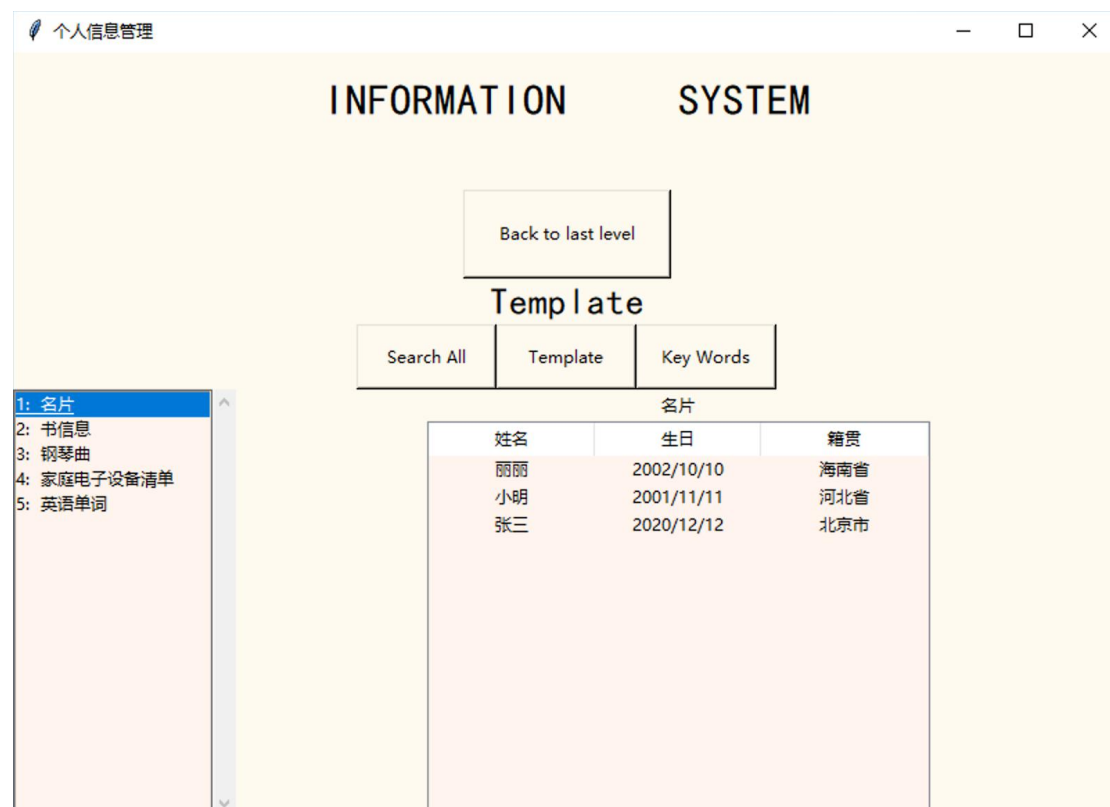 个人信息管理
INFORMATION SYSTEM
Back to last level
Template
Search All Template Key Words
1: 名片
2: 书信息
3: 钢琴曲
4: 家庭电子设备清单
5: 英语单词
名片
姓名 生日 籍贯
丽丽 2002/10/10 海南省
小明 2001/11/11 河北省
张三 2020/12/12 北京市